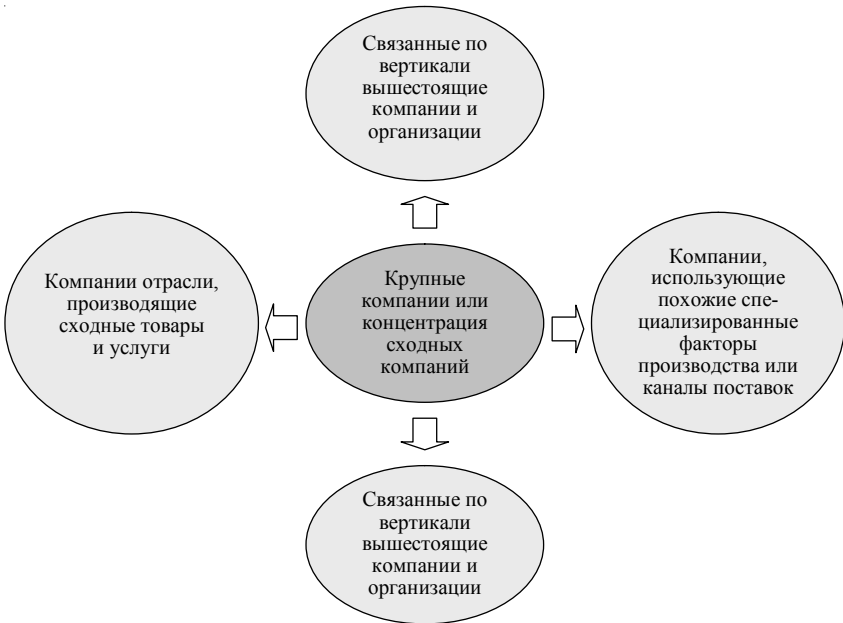 Связанные по
вертикали
вышестоящие
компании и
организации
Компании отрасли,
производящие
сходные товары
и услуги
Крупные
компании или
концентрация
сходных
компаний
Компании,
использующие
похожие спе-
циализированные
факторы
производства или
каналы поставок
Связанные по
вертикали
вышестоящие
компании и
организации